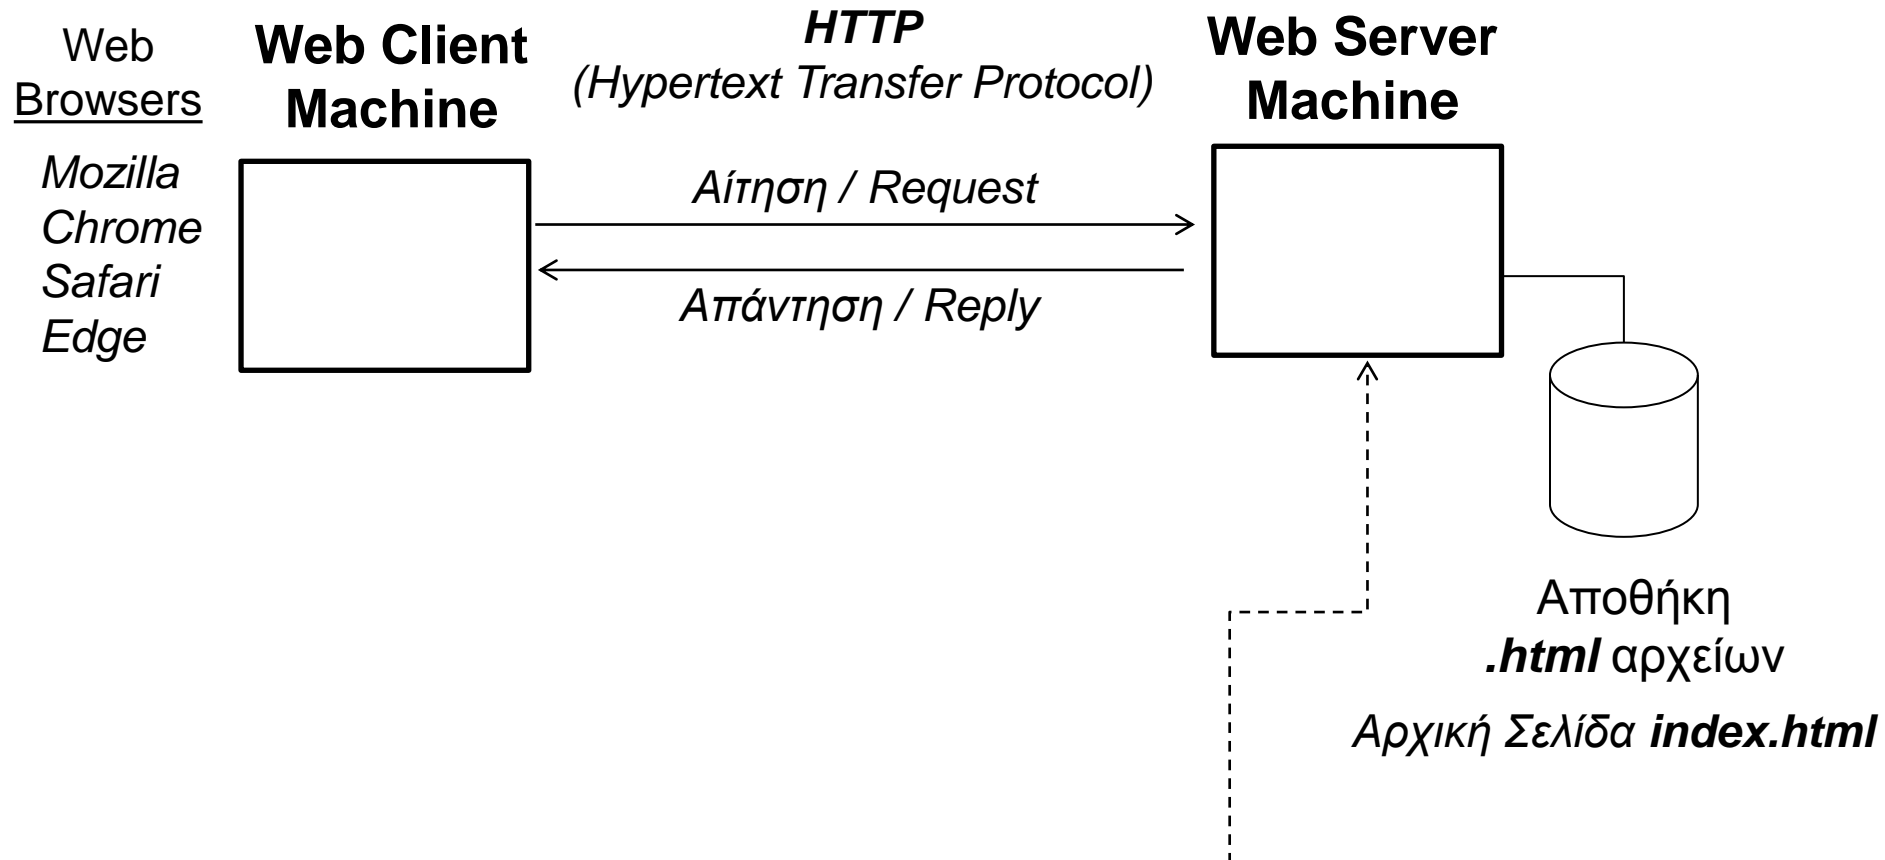 Web
Browsers
Mozilla
Chrome
Safari
Edge
Web Client
Machine
HTTP
(Hypertext Transfer Protocol)
Αίτηση / Request
Απάντηση / Reply
Web Server
Machine
Αποθήκη
.html αρχείων
Αρχική Σελίδα index.html